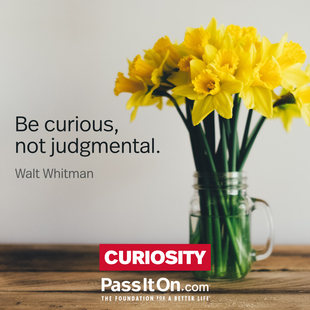 Be curious,
not judgmental.
Walt Whitman
CURIOSITY
PassItOn.com
THE FOUNDATION FOR A BETTER LIFE